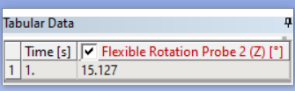 Tabular Data
Time [s] Flexible Rotation Probe 2 (Z) [°]
1 1. 15.127